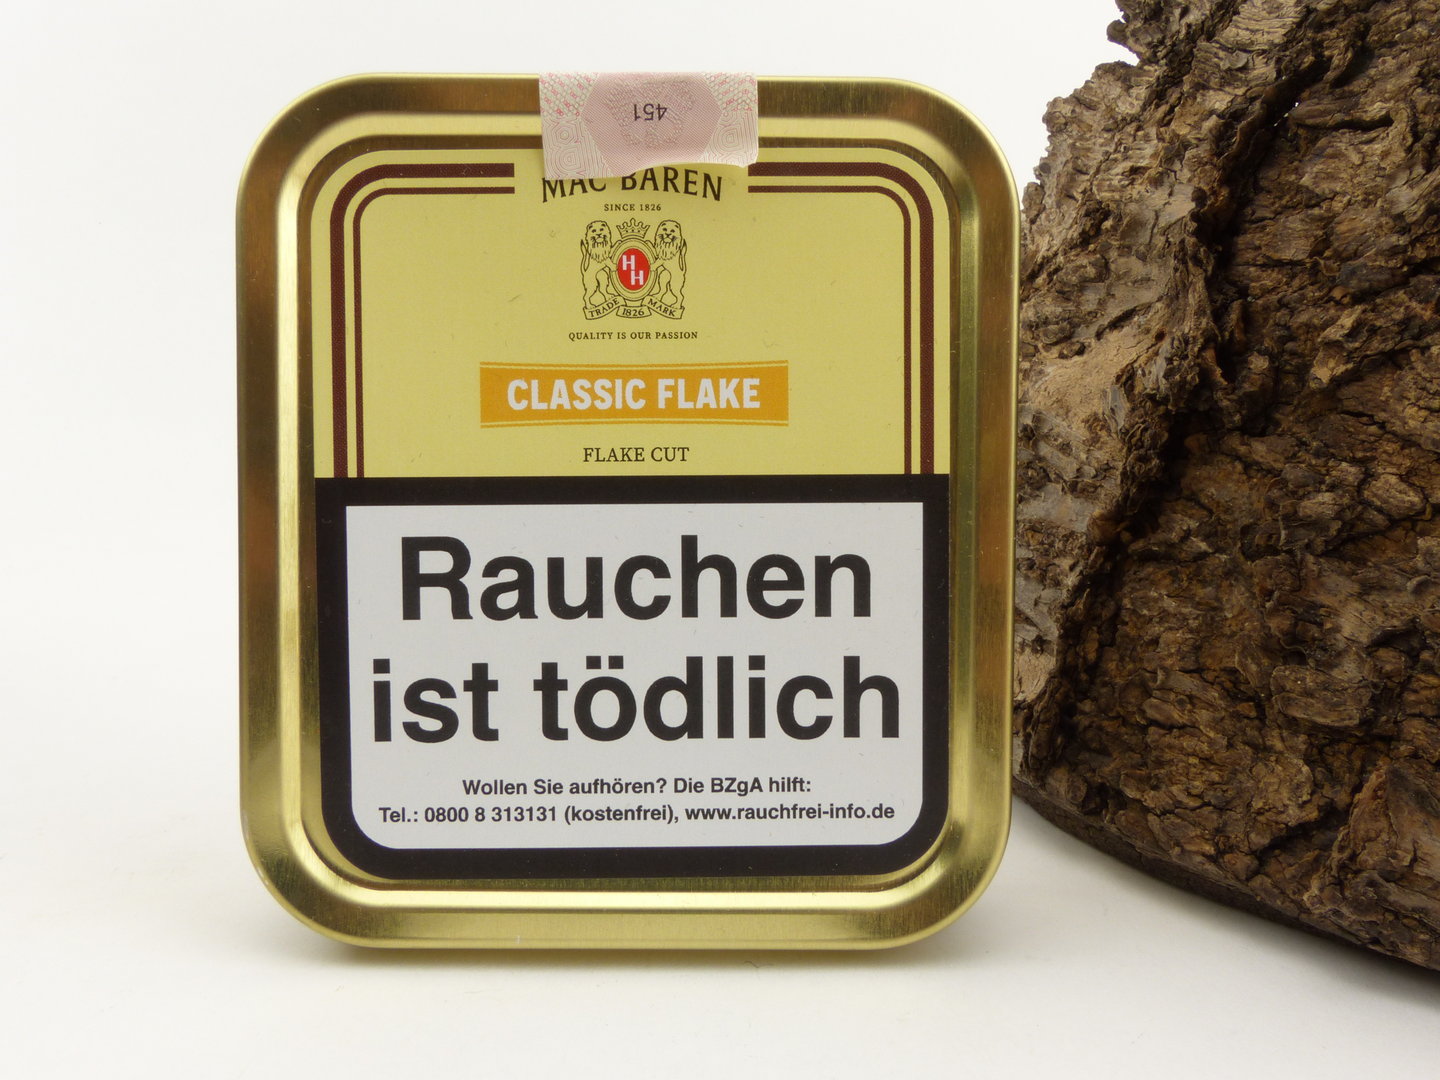 451
MAC BAREN
SINCE 1826
H
H
TRADE MARK
1826
QUALITY IS OUR PASSION
CLASSIC FLAKE
FLAKE CUT
Rauchen
ist tödlich
Wollen Sie aufhören? Die BZgA hilft:
Tel.: 0800 8 313131 (kostenfrei), www.rauchfrei-info.de